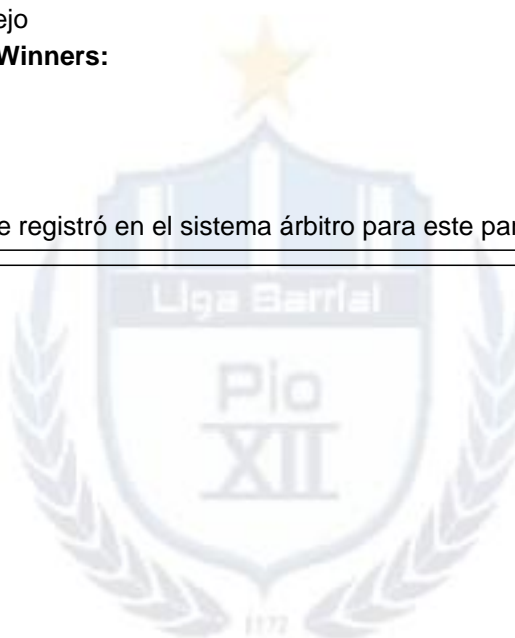 ejo
Winners:
e registró en el sistema árbitro para este par
Liga Barrial
Pio
XII